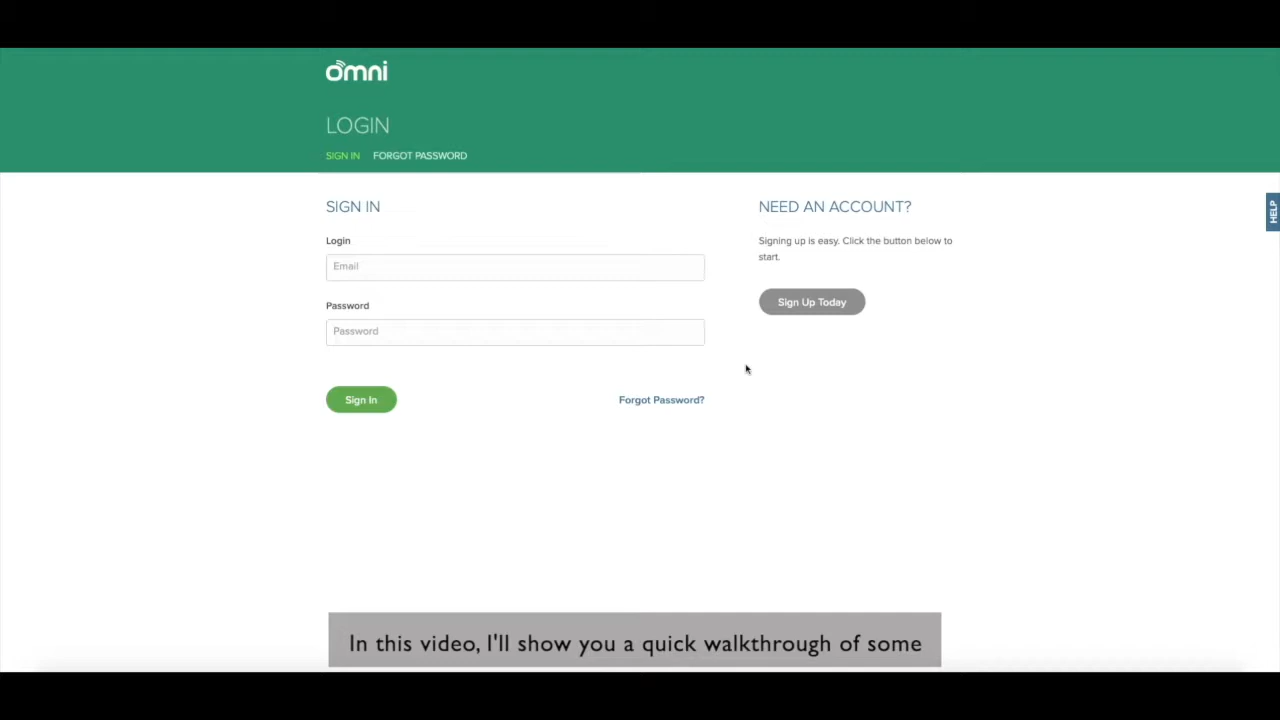 omni
LOGIN
SIGN IN FORGOT PASSWORD
SIGN IN
Login
Email
Password
Password
Sign In
Forgot Password?
NEED AN ACCOUNT?
Signing up is easy. Click the button below to
start.
Sign Up Today
HELP
In this video, I'll show you a quick walkthrough of some